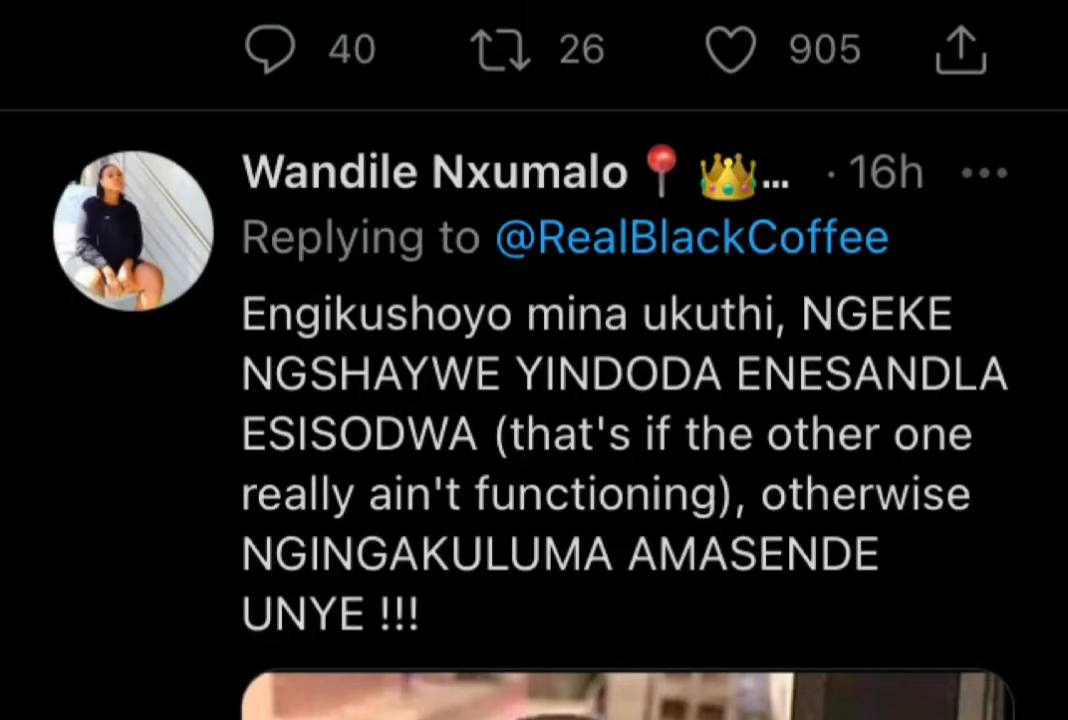 40 26 905
Wandile Nxumalo📍 👑... · 16h
Replying to @RealBlackCoffee
Engikushoyo mina ukuthi, NGEKE
NGSHAYWE YINDODA ENESANDLA
ESISODWA (that's if the other one
really ain't functioning), otherwise
NGINGAKULUMA AMASENDE
UNYE !!!